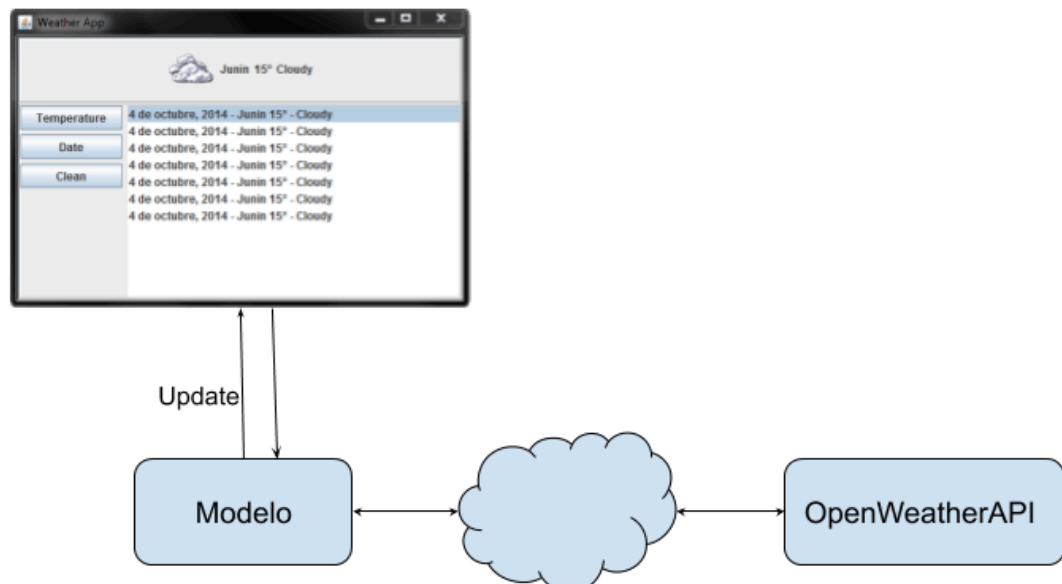 Weather App
Junin 15° Cloudy
Temperature
Date
Clean
4 de octubre, 2014 - Junin 15° - Cloudy
4 de octubre, 2014 - Junin 15° - Cloudy
4 de octubre, 2014 - Junin 15° - Cloudy
4 de octubre, 2014 - Junin 15° - Cloudy
4 de octubre, 2014 - Junin 15° - Cloudy
4 de octubre, 2014 - Junin 15° - Cloudy
4 de octubre, 2014 - Junin 15° - Cloudy
Update
Modelo
OpenWeatherAPI